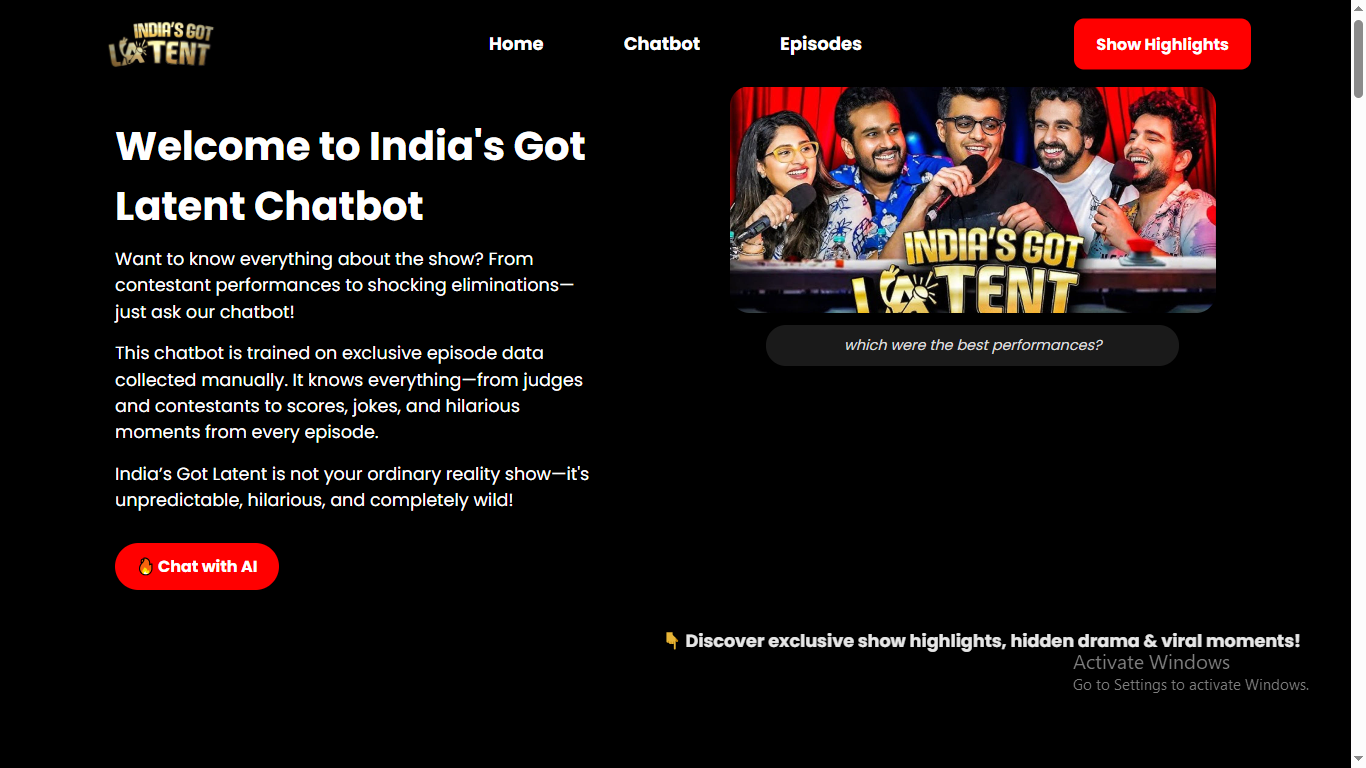 INDIA'S GOT
LATENT
Home
Chatbot
Episodes
Show Highlights
Welcome to India's Got
Latent Chatbot
Want to know everything about the show? From
contestant performances to shocking eliminations—
just ask our chatbot!
This chatbot is trained on exclusive episode data
collected manually. It knows everything—from judges
and contestants to scores, jokes, and hilarious
moments from every episode.
India’s Got Latent is not your ordinary reality show—it's
unpredictable, hilarious, and completely wild!
🔥 Chat with AI
INDIA'S GOT
LATENT
which were the best performances?
👇 Discover exclusive show highlights, hidden drama & viral moments!
Activate Windows
Go to Settings to activate Windows.